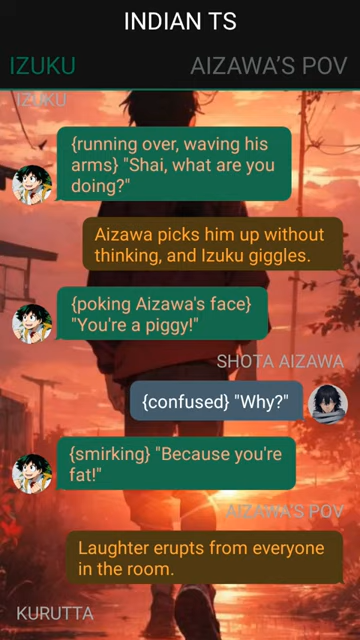 INDIAN TS
IZUKU AIZAWA'S POV
IZUKU
{running over, waving his
arms} "Shai, what are you
doing?"
Aizawa picks him up without
thinking, and Izuku giggles.
{poking Aizawa's face}
"You're a piggy!"
SHOTA AIZAWA
{confused} "Why?"
{smirking} "Because you're
fat!"
AIZAWA'S POV
Laughter erupts from everyone
in the room.
KURUTTA